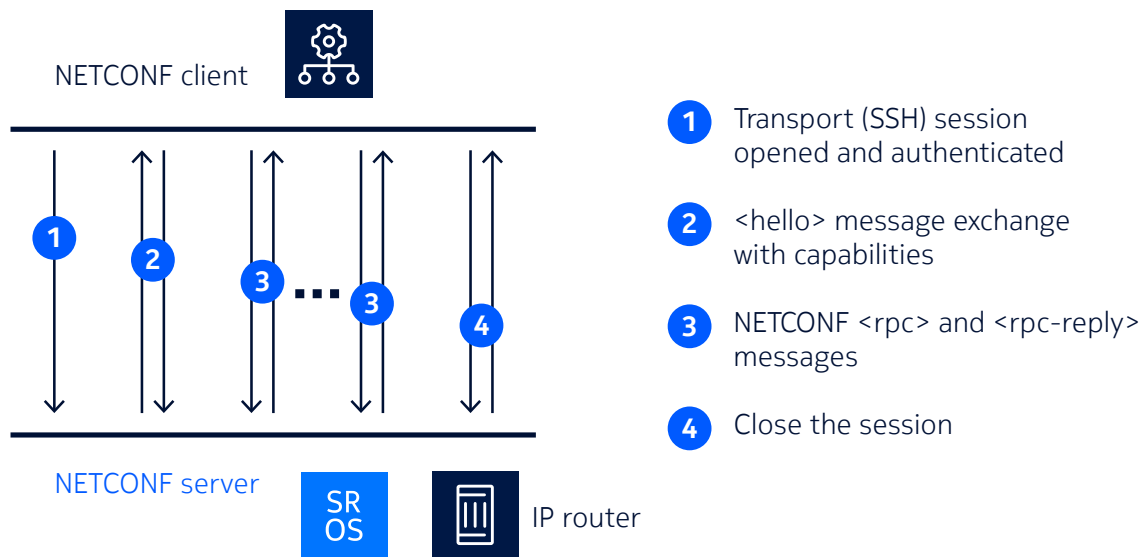 NETCONF client
1
2
3
3
4
NETCONF server
SR
OS
IP router
1
Transport (SSH) session
opened and authenticated
2
<hello> message exchange
with capabilities
3
NETCONF <rpc> and <rpc-reply>
messages
4
Close the session